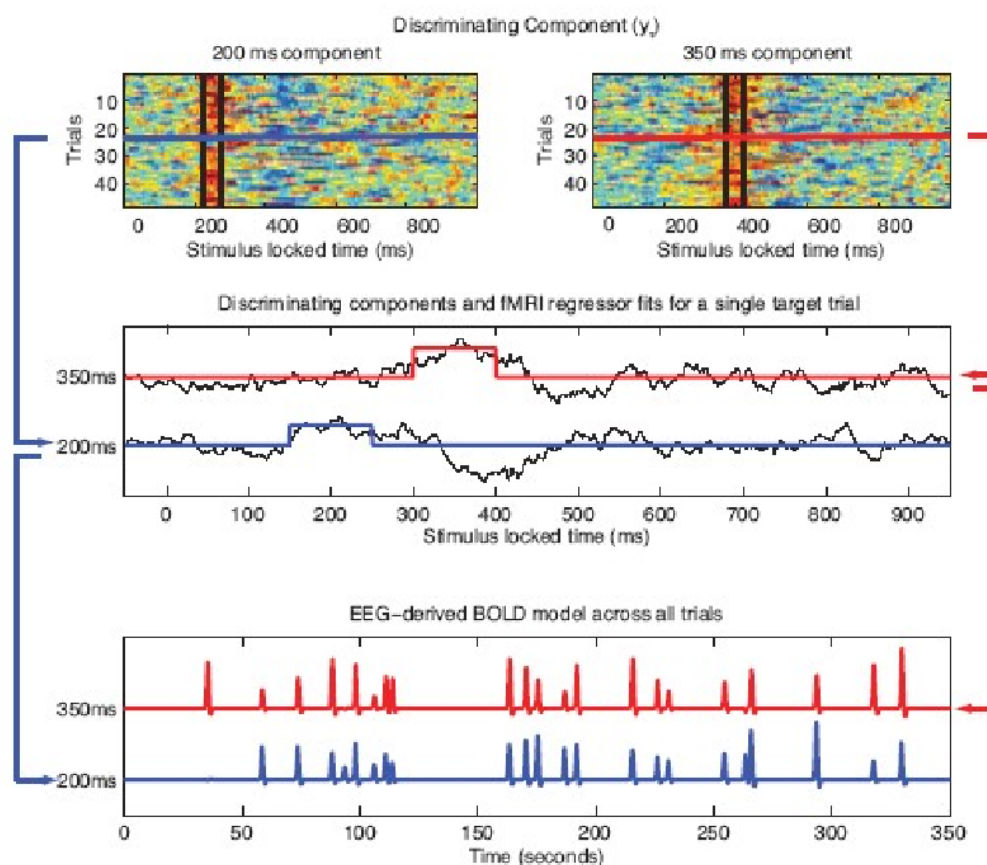 Discriminating Component (y_s)
200 ms component
350 ms component
Trials
10
20
30
40
0 200 400 600 800
Stimulus locked time (ms)
Trials
10
20
30
40
0 200 400 600 800
Stimulus locked time (ms)
Discriminating components and fMRI regressor fits for a single target trial
350ms
200ms
0 100 200 300 400 500 600 700 800 900
Stimulus locked time (ms)
EEG-derived BOLD model across all trials
350ms
200ms
0 50 100 150 200 250 300 350
Time (seconds)